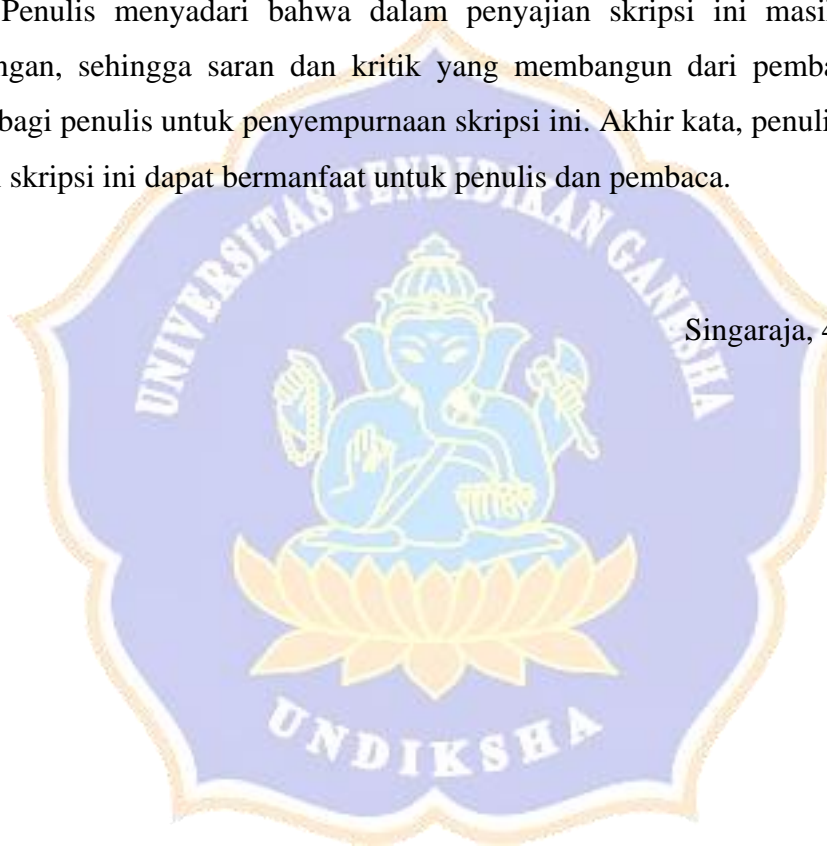 Penulis menyadari bahwa dalam penyajian skripsi ini masi
ngan, sehingga saran dan kritik yang membangun dari pemba
bagi penulis untuk penyempurnaan skripsi ini. Akhir kata, penuli
skripsi ini dapat bermanfaat untuk penulis dan pembaca.
UNIVERSITAS PENDIDIKAN GANESHA
Singaraja, 4
UNDIKSHA